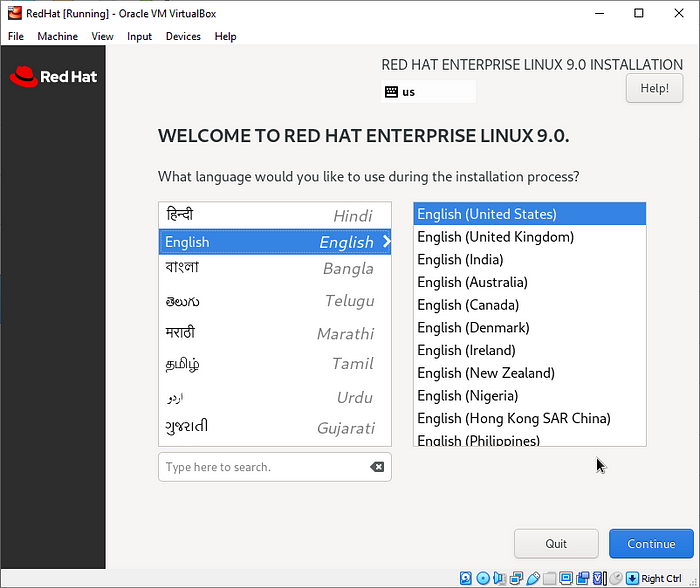 RedHat [Running] - Oracle VM VirtualBox
File Machine View Input Devices Help
Red Hat
RED HAT ENTERPRISE LINUX 9.0 INSTALLATION
us
Help!
WELCOME TO RED HAT ENTERPRISE LINUX 9.0.
What language would you like to use during the installation process?
हिन्दी Hindi
English English
বাংলা Bangla
తెలుగు Telugu
मराठी Marathi
தமிழ் Tamil
اردو Urdu
ગુજરાતી Gujarati
Type here to search.
English (United States)
English (United Kingdom)
English (India)
English (Australia)
English (Canada)
English (Denmark)
English (Ireland)
English (New Zealand)
English (Nigeria)
English (Hong Kong SAR China)
English (Philippines)
Quit Continue
Right Ctrl